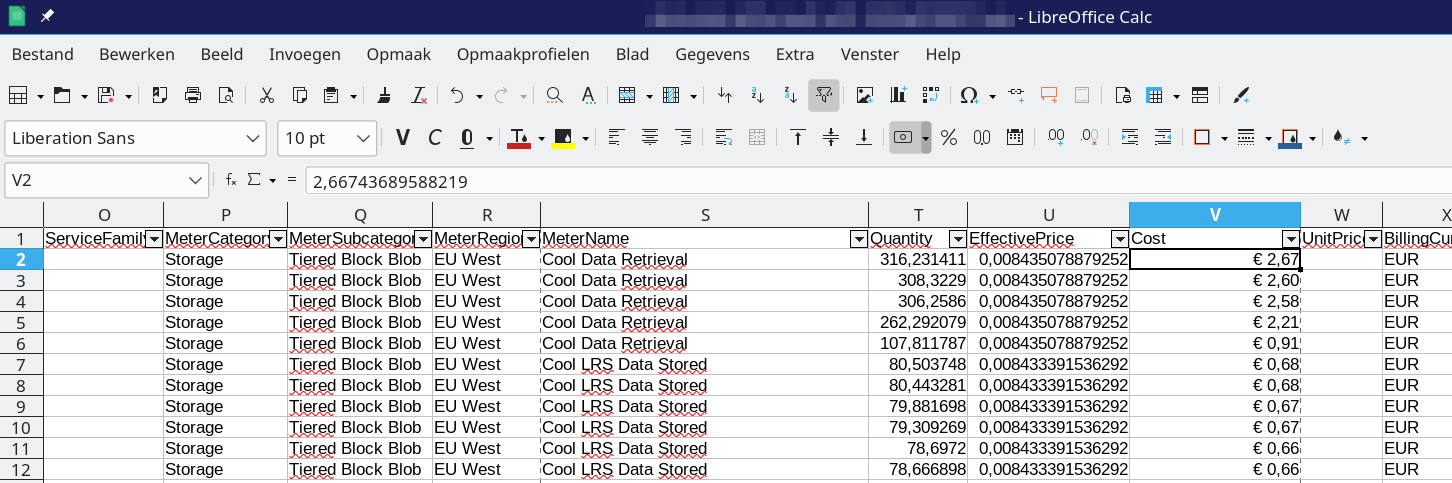 - LibreOffice Calc
Bestand Bewerken Beeld Invoegen Opmaak Opmaakprofielen Blad Gegevens Extra Venster Help
Liberation Sans 10 pt
V2 2,66743689588219
O P Q R S T U V W X
1 ServiceFamily MeterCategory MeterSubcategor MeterRegion MeterName Quantity EffectivePrice Cost UnitPric BillingCur
2 Storage Tiered Block Blob EU West Cool Data Retrieval 316,231411 0,008435078879252 € 2,67 EUR
3 Storage Tiered Block Blob EU West Cool Data Retrieval 308,3229 0,008435078879252 € 2,60 EUR
4 Storage Tiered Block Blob EU West Cool Data Retrieval 306,2586 0,008435078879252 € 2,58 EUR
5 Storage Tiered Block Blob EU West Cool Data Retrieval 262,292079 0,008435078879252 € 2,21 EUR
6 Storage Tiered Block Blob EU West Cool Data Retrieval 107,811787 0,008435078879252 € 0,91 EUR
7 Storage Tiered Block Blob EU West Cool LRS Data Stored 80,503748 0,008433391536292 € 0,68 EUR
8 Storage Tiered Block Blob EU West Cool LRS Data Stored 80,443281 0,008433391536292 € 0,68 EUR
9 Storage Tiered Block Blob EU West Cool LRS Data Stored 79,881698 0,008433391536292 € 0,67 EUR
10 Storage Tiered Block Blob EU West Cool LRS Data Stored 79,309269 0,008433391536292 € 0,67 EUR
11 Storage Tiered Block Blob EU West Cool LRS Data Stored 78,6972 0,008433391536292 € 0,66 EUR
12 Storage Tiered Block Blob EU West Cool LRS Data Stored 78,666898 0,008433391536292 € 0,66 EUR